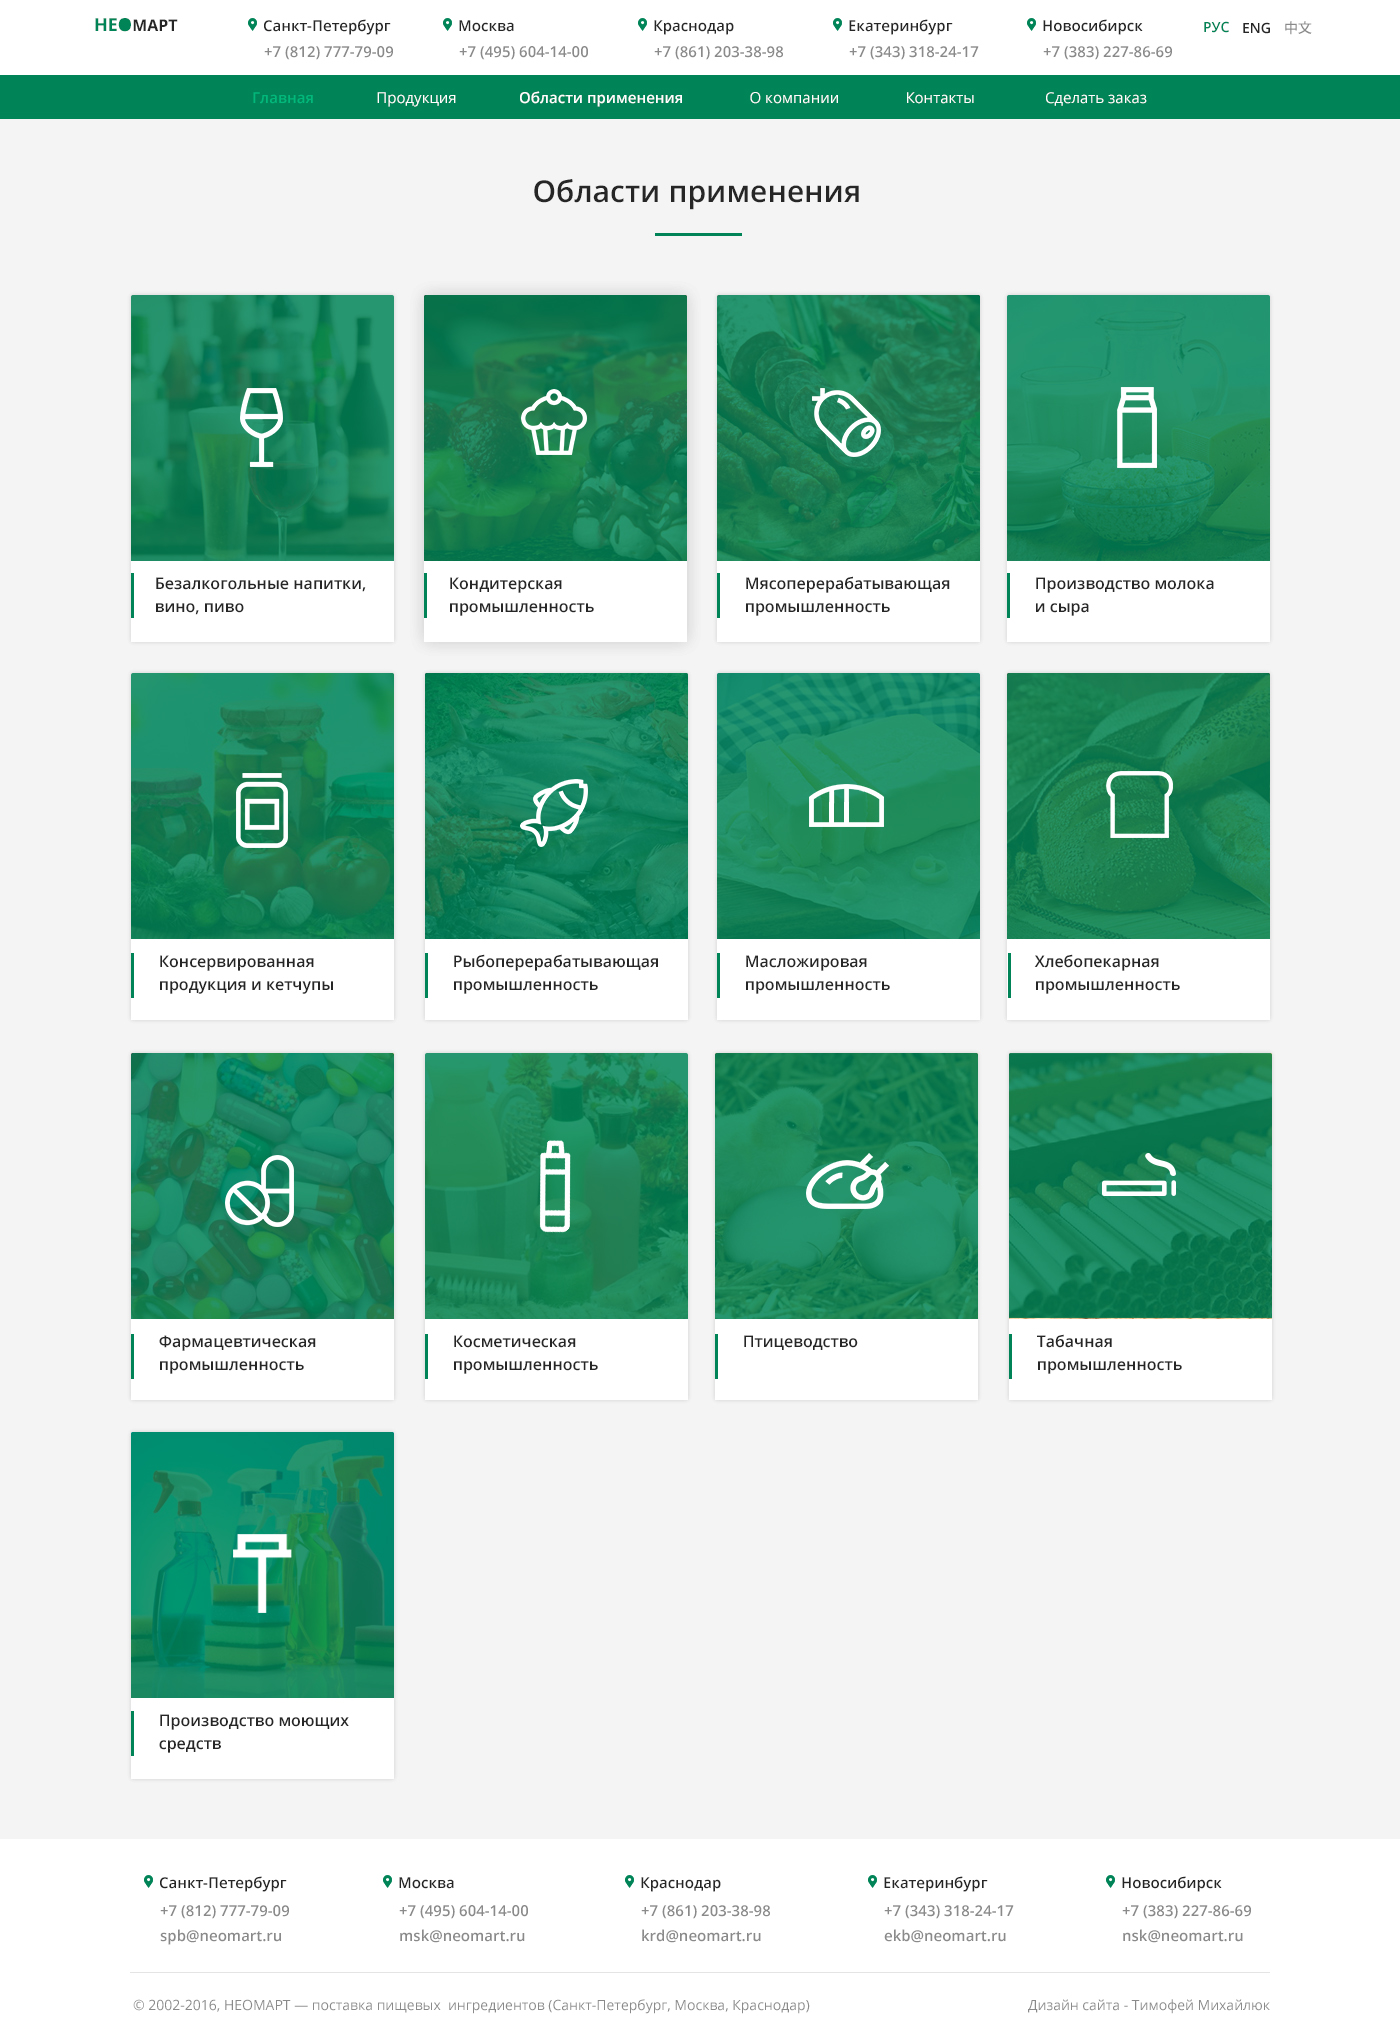 НЕОМАРТ
Санкт-Петербург
+7 (812) 777-79-09
Москва
+7 (495) 604-14-00
Краснодар
+7 (861) 203-38-98
Екатеринбург
+7 (343) 318-24-17
Новосибирск
+7 (383) 227-86-69
РУС ENG 中文
Главная Продукция Области применения О компании Контакты Сделать заказ
Области применения
Безалкогольные напитки,
вино, пиво
Кондитерская
промышленность
Мясоперерабатывающая
промышленность
Производство молока
и сыра
Консервированная
продукция и кетчупы
Рыбоперерабатывающая
промышленность
Масложировая
промышленность
Хлебопекарная
промышленность
Фармацевтическая
промышленность
Косметическая
промышленность
Птицеводство
Табачная
промышленность
Производство моющих
средств
Санкт-Петербург
+7 (812) 777-79-09
spb@neomart.ru
Москва
+7 (495) 604-14-00
msk@neomart.ru
Краснодар
+7 (861) 203-38-98
krd@neomart.ru
Екатеринбург
+7 (343) 318-24-17
ekb@neomart.ru
Новосибирск
+7 (383) 227-86-69
nsk@neomart.ru
© 2002-2016, НЕОМАРТ — поставка пищевых ингредиентов (Санкт-Петербург, Москва, Краснодар)
Дизайн сайта - Тимофей Михайлюк